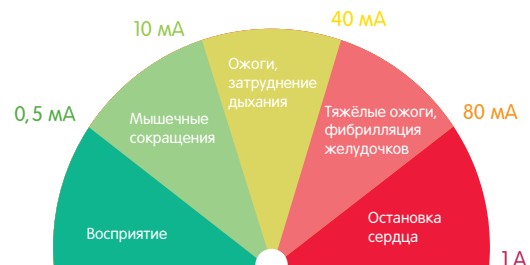 10 мА
40 мА
0,5 мА
80 мА
1 А
Восприятие
Мышечные
сокращения
Ожоги,
затруднение
дыхания
Тяжёлые ожоги,
фибрилляция
желудочков
Остановка
сердца